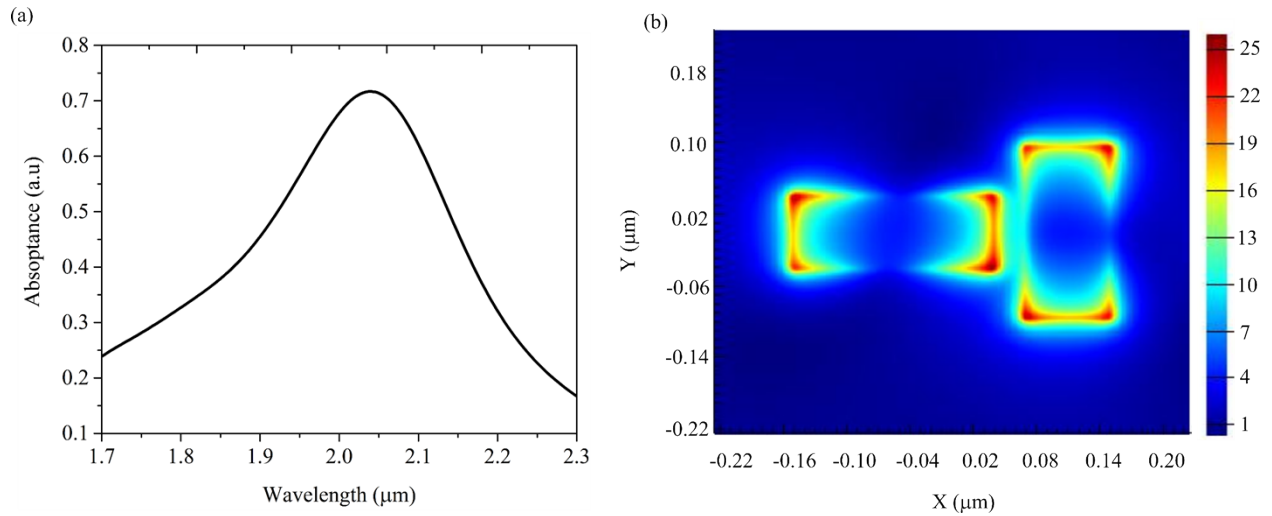 (a)
0.8
0.7
0.6
0.5
0.4
0.3
0.2
0.1
Absoptance (a.u)
1.7 1.8 1.9 2.0 2.1 2.2 2.3
Wavelength (μm)
(b)
0.18
0.10
0.02
-0.06
-0.14
-0.22
Y (μm)
-0.22 -0.16 -0.10 -0.04 0.02 0.08 0.14 0.20
X (μm)
25
22
19
16
13
10
7
4
1